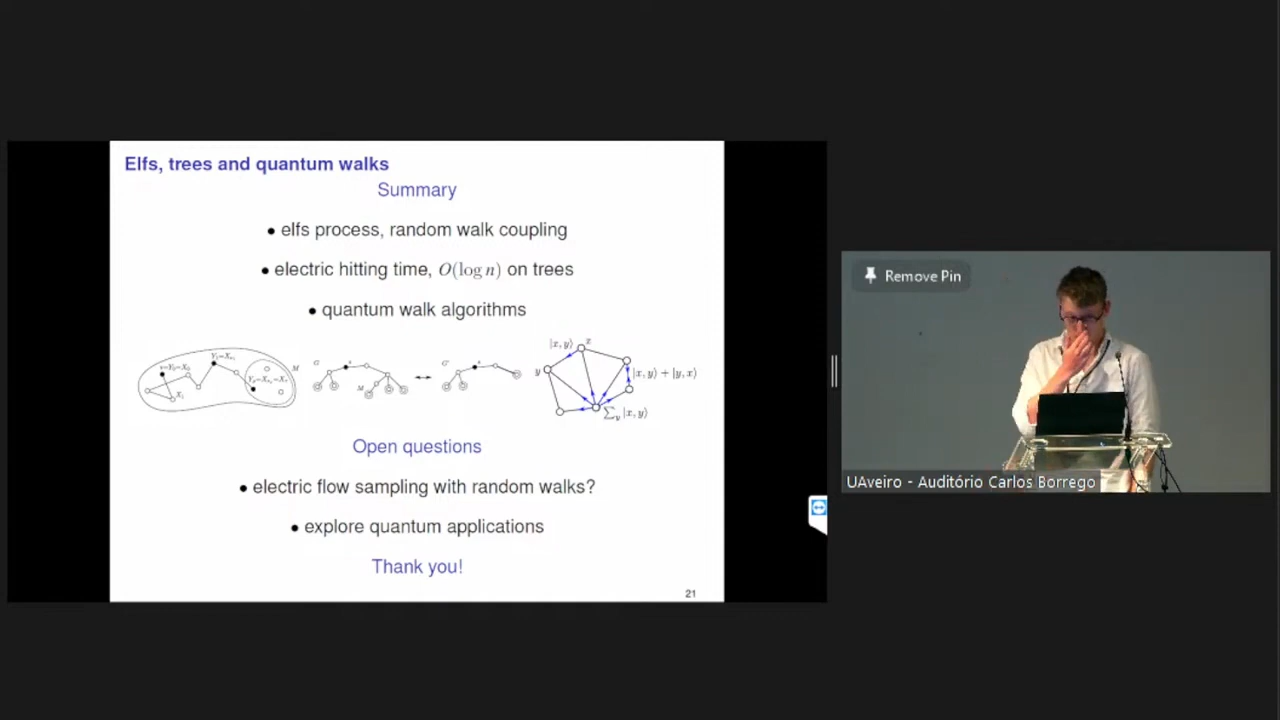 Elfs, trees and quantum walks
Summary
• elfs process, random walk coupling
• electric hitting time, O(log n) on trees
• quantum walk algorithms
M
X₁
G
s
M
G'
s
|x, y⟩
x
y
|x, y⟩ + |y, x⟩
∑_y |x, y⟩
Open questions
• electric flow sampling with random walks?
• explore quantum applications
Thank you!
21
Remove Pin
UAveiro - Auditório Carlos Borrego